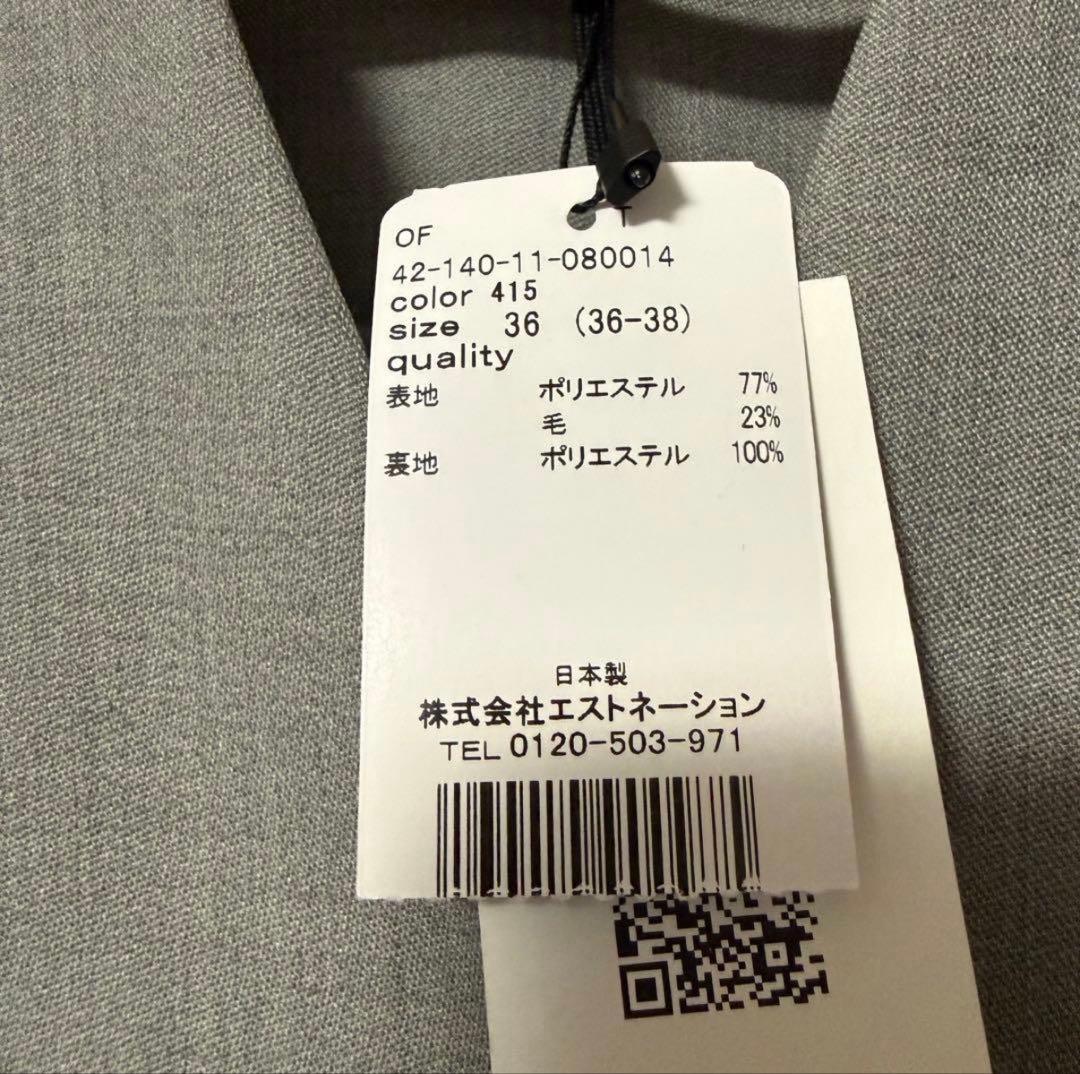 OF T
42-140-11-080014
color 415
size 36 (36-38)
quality
表地 ポリエステル 77%
毛 23%
裏地 ポリエステル 100%
日本製
株式会社エストネーション
TEL 0120-503-971